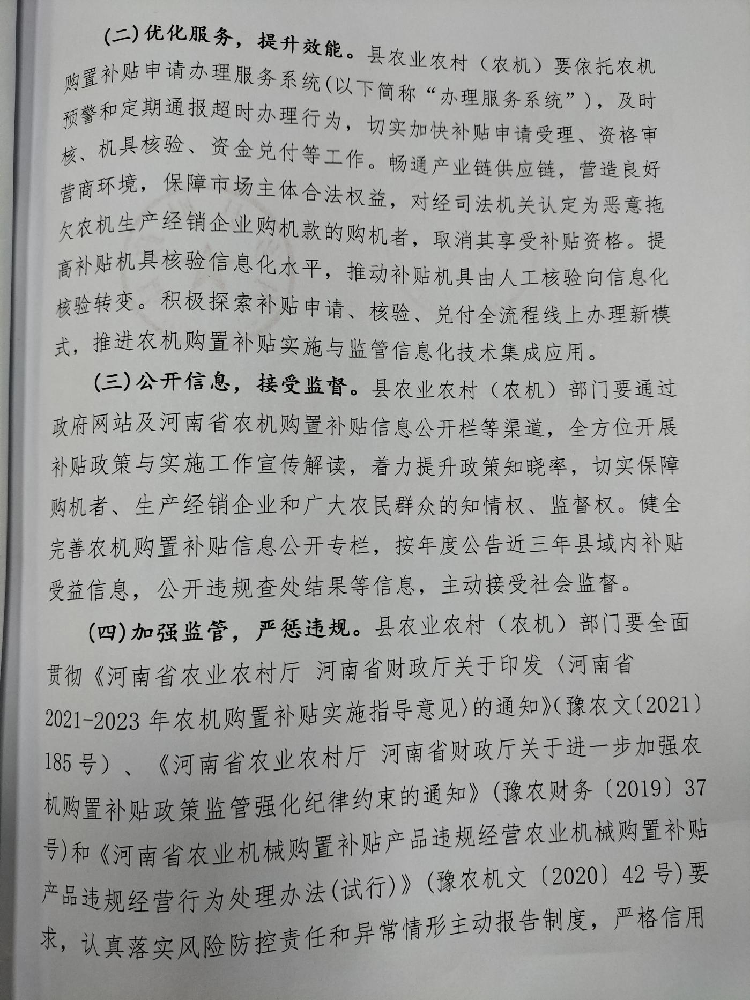 (二)优化服务，提升效能。县农业农村（农机）要依托农机
购置补贴申请办理服务系统(以下简称“办理服务系统”)，及时
预警和定期通报超时办理行为，切实加快补贴申请受理、资格审
核、机具核验、资金兑付等工作。畅通产业链供应链，营造良好
营商环境，保障市场主体合法权益，对经司法机关认定为恶意拖
欠农机生产经销企业购机款的购机者，取消其享受补贴资格。提
高补贴机具核验信息化水平，推动补贴机具由人工核验向信息化
核验转变。积极探索补贴申请、核验、兑付全流程线上办理新模
式，推进农机购置补贴实施与监管信息化技术集成应用。
(三)公开信息，接受监督。县农业农村（农机）部门要通过
政府网站及河南省农机购置补贴信息公开栏等渠道，全方位开展
补贴政策与实施工作宣传解读，着力提升政策知晓率，切实保障
购机者、生产经销企业和广大农民群众的知情权、监督权。健全
完善农机购置补贴信息公开专栏，按年度公告近三年县域内补贴
受益信息，公开违规查处结果等信息，主动接受社会监督。
(四)加强监管，严惩违规。县农业农村（农机）部门要全面
贯彻《河南省农业农村厅 河南省财政厅关于印发〈河南省
2021-2023 年农机购置补贴实施指导意见〉的通知》(豫农文〔2021〕
185 号）、《河南省农业农村厅 河南省财政厅关于进一步加强农
机购置补贴政策监管强化纪律约束的通知》(豫农财务〔2019〕37
号)和《河南省农业机械购置补贴产品违规经营农业机械购置补贴
产品违规经营行为处理办法(试行)》(豫农机文〔2020〕42 号)要
求，认真落实风险防控责任和异常情形主动报告制度，严格信用